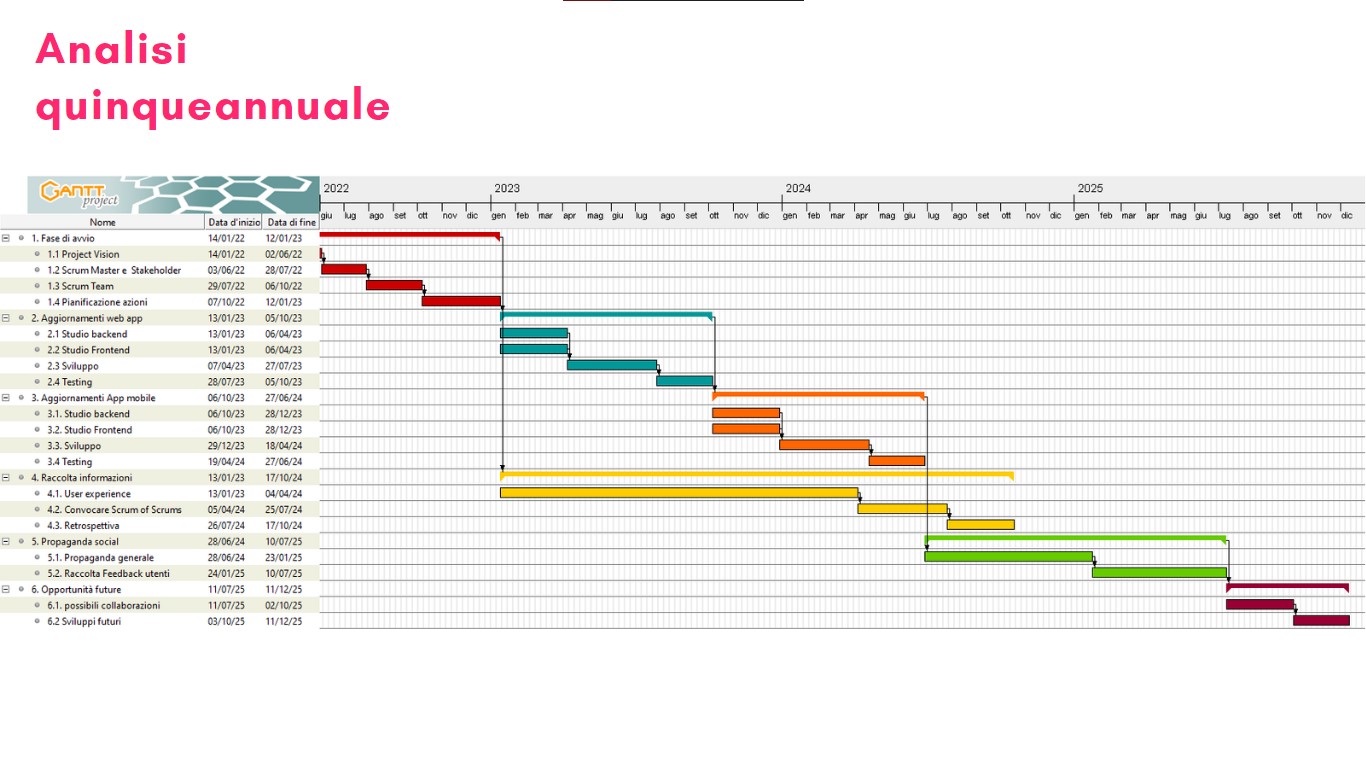 Analisi
quinqueannuale
GANTT
project
2022 2023 2024 2025
giu lug ago set ott nov dic gen feb mar apr mag giu lug ago set ott nov dic gen feb mar apr mag giu lug ago set ott nov dic gen feb mar apr mag giu lug ago set ott nov dic
Nome Data d'inizio Data di fine
1. Fase di avvio 14/01/22 12/01/23
1.1 Project Vision 14/01/22 02/06/22
1.2 Scrum Master e Stakeholder 03/06/22 28/07/22
1.3 Scrum Team 29/07/22 06/10/22
1.4 Pianificazione azioni 07/10/22 12/01/23
2. Aggiornamenti web app 13/01/23 05/10/23
2.1 Studio backend 13/01/23 06/04/23
2.2 Studio Frontend 13/01/23 06/04/23
2.3 Sviluppo 07/04/23 27/07/23
2.4 Testing 28/07/23 05/10/23
3. Aggiornamenti App mobile 06/10/23 27/06/24
3.1. Studio backend 06/10/23 28/12/23
3.2. Studio Frontend 06/10/23 28/12/23
3.3. Sviluppo 29/12/23 18/04/24
3.4 Testing 19/04/24 27/06/24
4. Raccolta informazioni 13/01/23 17/10/24
4.1. User experience 13/01/23 04/04/24
4.2. Convocare Scrum of Scrums 05/04/24 25/07/24
4.3. Retrospettiva 26/07/24 17/10/24
5. Propaganda social 28/06/24 10/07/25
5.1. Propaganda generale 28/06/24 23/01/25
5.2. Raccolta Feedback utenti 24/01/25 10/07/25
6. Opportunità future 11/07/25 11/12/25
6.1. possibili collaborazioni 11/07/25 02/10/25
6.2 Sviluppi futuri 03/10/25 11/12/25